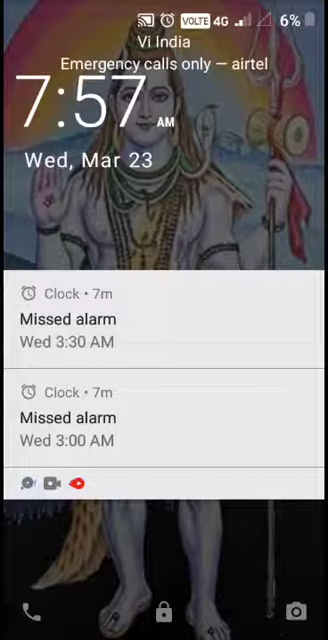 VOLTE 4G 6%
Vi India
Emergency calls only — airtel
7:57 AM
Wed, Mar 23
Clock • 7m
Missed alarm
Wed 3:30 AM
Clock • 7m
Missed alarm
Wed 3:00 AM